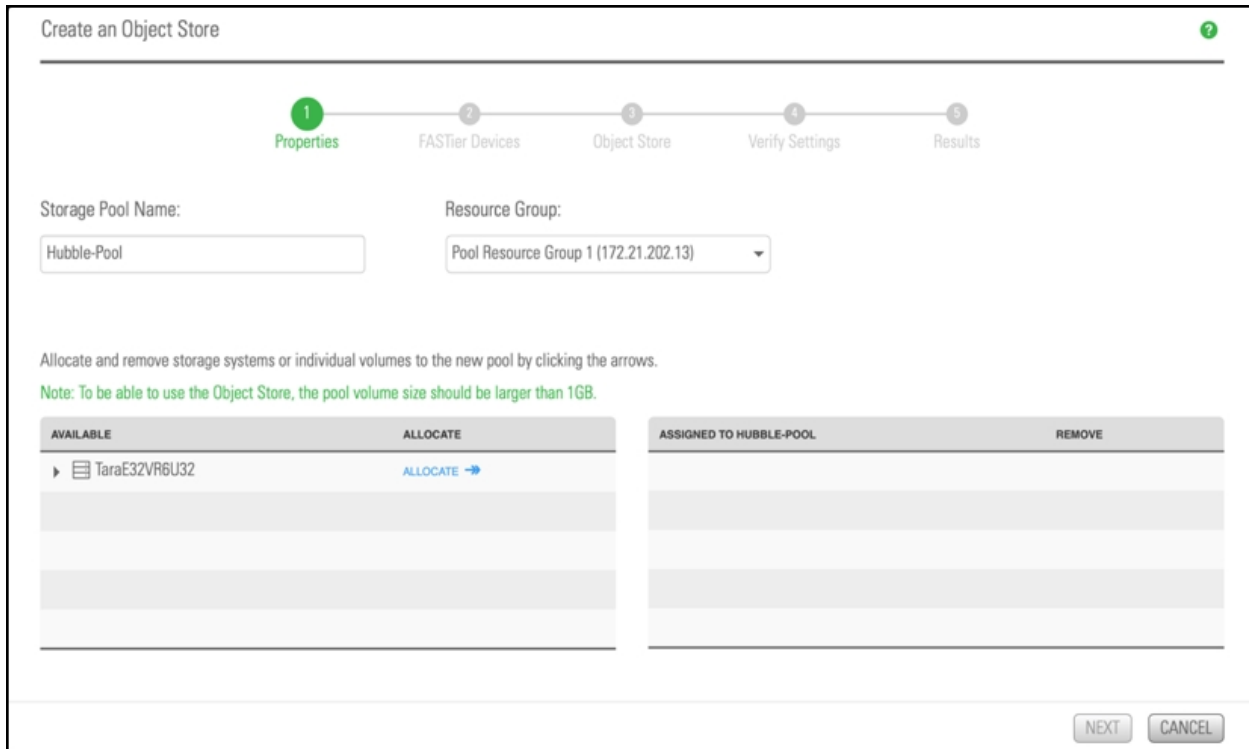 Create an Object Store
?
1 2 3 4 5
Properties FASTier Devices Object Store Verify Settings Results
Storage Pool Name: Resource Group:
Hubble-Pool Pool Resource Group 1 (172.21.202.13)
Allocate and remove storage systems or individual volumes to the new pool by clicking the arrows.
Note: To be able to use the Object Store, the pool volume size should be larger than 1GB.
AVAILABLE ALLOCATE ASSIGNED TO HUBBLE-POOL REMOVE
TaraE32VR6U32 ALLOCATE
NEXT CANCEL